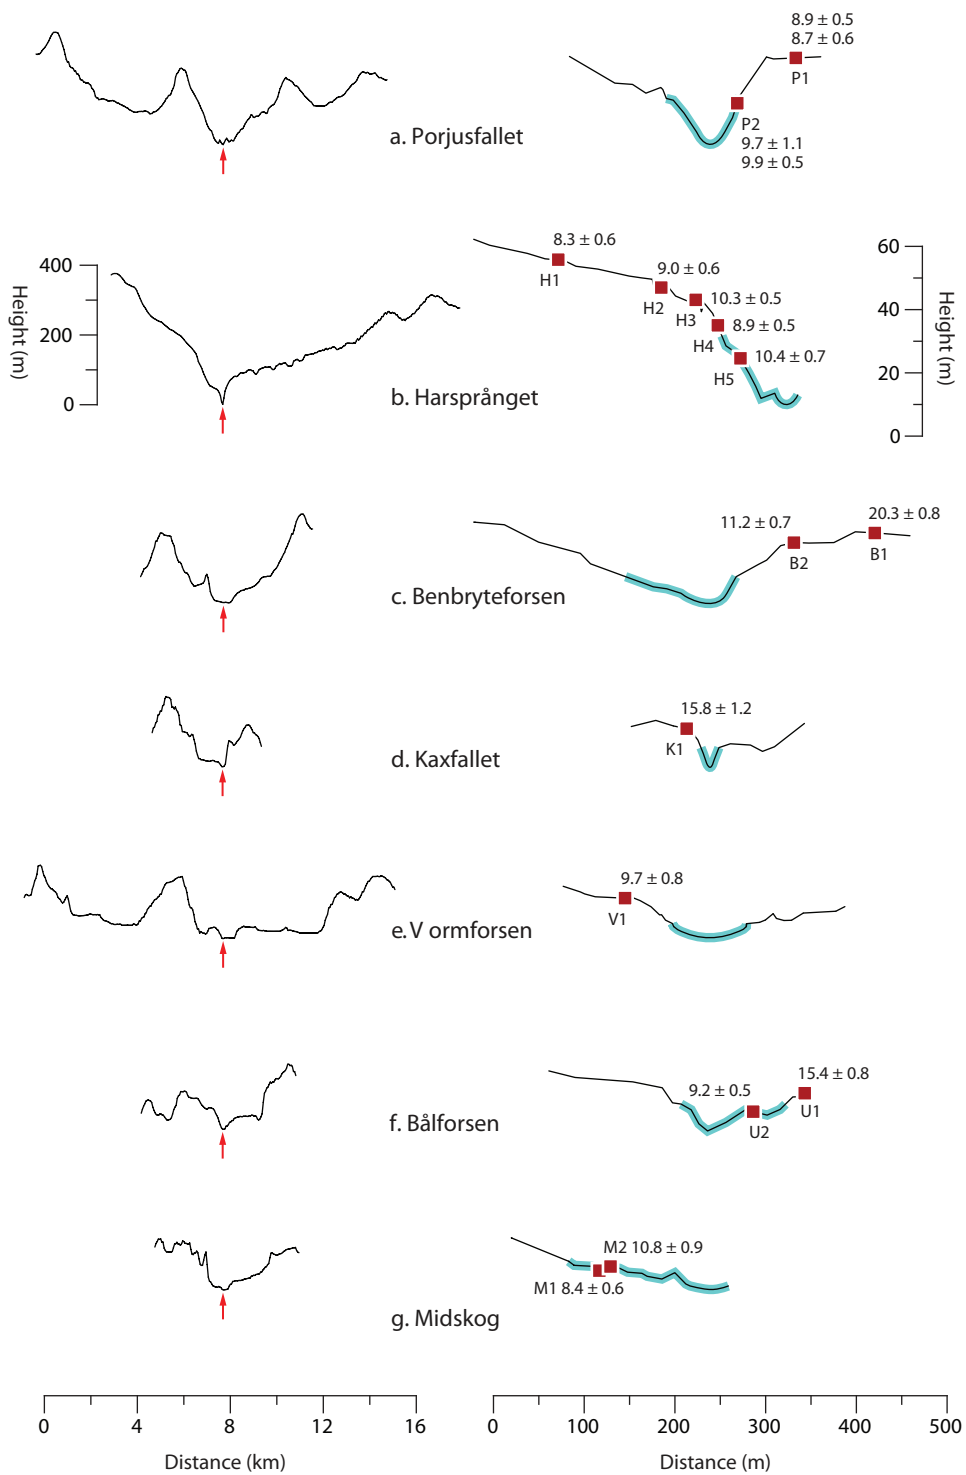 8.9 ± 0.5
8.7 ± 0.6
P1
a. Porjusfallet
P2
9.7 ± 1.1
9.9 ± 0.5
Height (m)
400
200
0
b. Harsprånget
8.3 ± 0.6
H1
9.0 ± 0.6
H2
10.3 ± 0.5
H3
8.9 ± 0.5
H4
10.4 ± 0.7
H5
60
40
20
0
Height (m)
c. Benbryteforsen
11.2 ± 0.7
B2
20.3 ± 0.8
B1
15.8 ± 1.2
K1
d. Kaxfallet
9.7 ± 0.8
V1
e. V ormforsen
9.2 ± 0.5
U2
15.4 ± 0.8
U1
f. Bålforsen
M2 10.8 ± 0.9
M1 8.4 ± 0.6
g. Midskog
0 4 8 12 16
Distance (km)
0 100 200 300 400 500
Distance (m)